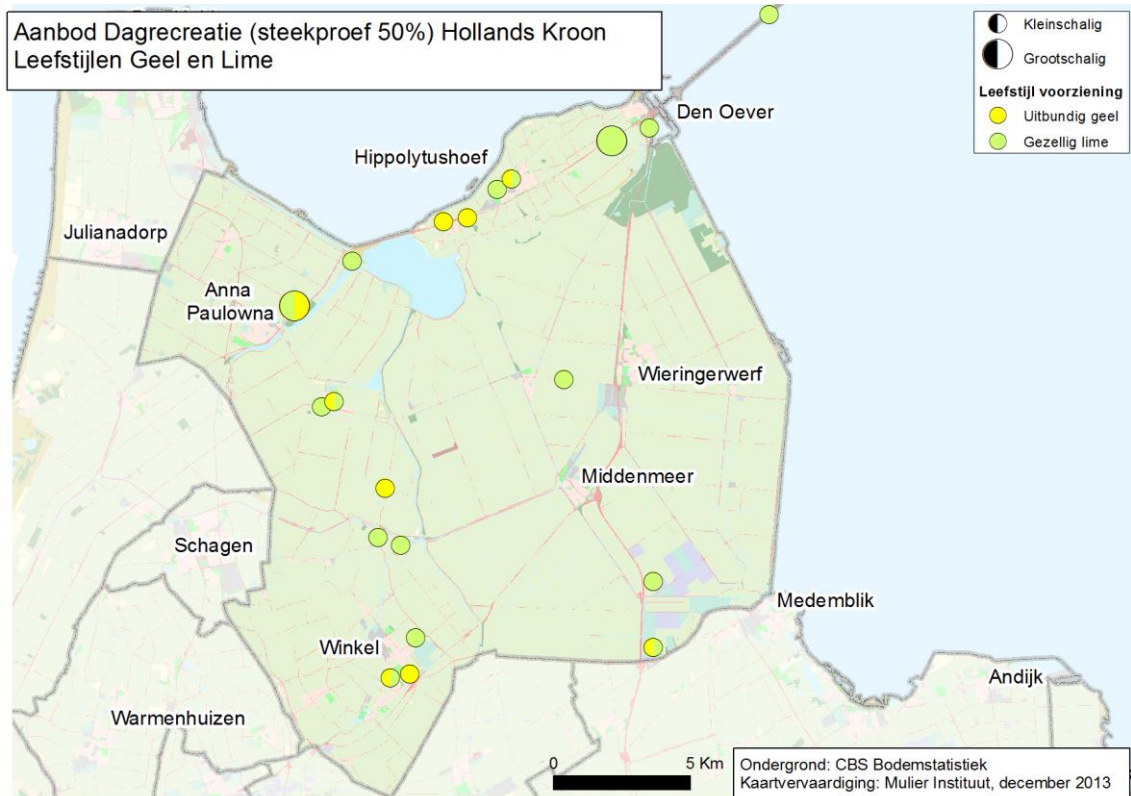 Aanbod Dagrecreatie (steekproef 50%) Hollands Kroon
Leefstijlen Geel en Lime
Kleinschalig
Grootschalig
Leefstijl voorziening
Uitbundig geel
Gezellig lime
Den Oever
Hippolytushoef
Julianadorp
Anna
Paulowna
Wieringerwerf
Middenmeer
Schagen
Medemblik
Winkel
Andijk
Warmenhuizen
0 5 Km
Ondergrond: CBS Bodemstatistiek
Kaartvervaardiging: Mulier Instituut, december 2013